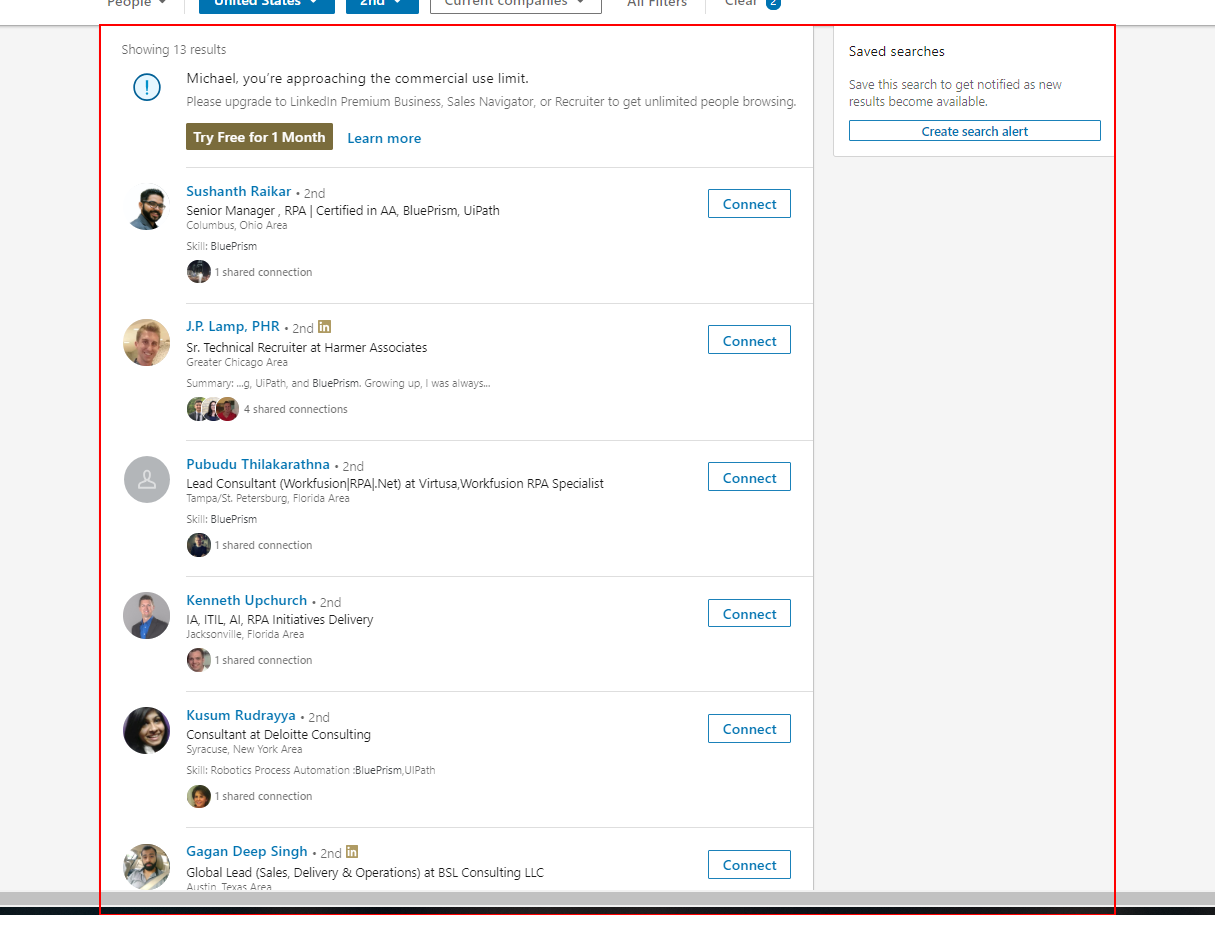 People
United States
2nd
Current companies
All Filters
Clear 2
Showing 13 results
Michael, you're approaching the commercial use limit.
Please upgrade to LinkedIn Premium Business, Sales Navigator, or Recruiter to get unlimited people browsing.
Try Free for 1 Month
Learn more
Sushanth Raikar • 2nd
Senior Manager , RPA | Certified in AA, BluePrism, UiPath
Columbus, Ohio Area
Skill: BluePrism
1 shared connection
Connect
J.P. Lamp, PHR • 2nd in
Sr. Technical Recruiter at Harmer Associates
Greater Chicago Area
Summary: ...g, UiPath, and BluePrism. Growing up, I was always...
4 shared connections
Connect
Pubudu Thilakarathna • 2nd
Lead Consultant (Workfusion|RPA|.Net) at Virtusa,Workfusion RPA Specialist
Tampa/St. Petersburg, Florida Area
Skill: BluePrism
1 shared connection
Connect
Kenneth Upchurch • 2nd
IA, ITIL, AI, RPA Initiatives Delivery
Jacksonville, Florida Area
1 shared connection
Connect
Kusum Rudrayya • 2nd
Consultant at Deloitte Consulting
Syracuse, New York Area
Skill: Robotics Process Automation :BluePrism,UIPath
1 shared connection
Connect
Gagan Deep Singh • 2nd in
Global Lead (Sales, Delivery & Operations) at BSL Consulting LLC
Austin, Texas Area
Connect
Saved searches
Save this search to get notified as new
results become available.
Create search alert